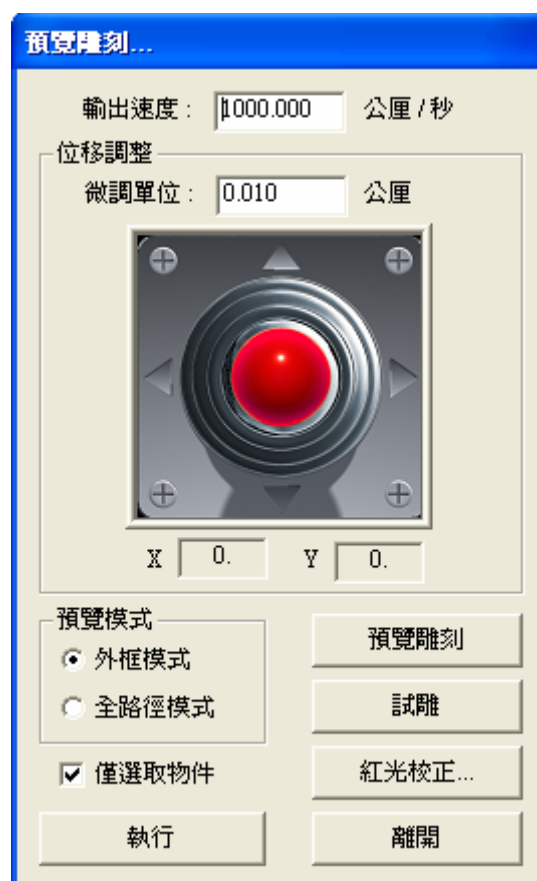 預覽雕刻...
輸出速度： 1000.000 公厘 / 秒
位移調整
微調單位： 0.010 公厘
X 0. Y 0.
預覽模式
外框模式
全路徑模式
僅選取物件
執行
預覽雕刻
試雕
紅光校正...
離開